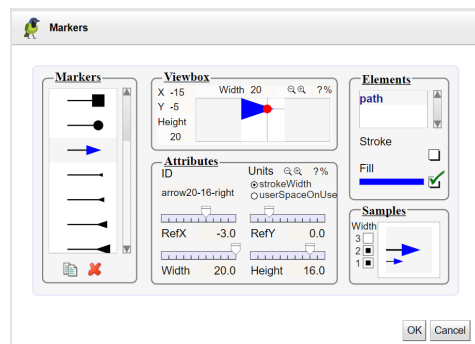 Markers
Markers
Viewbox
X -15
Width 20
? %
Y -5
Height
20
Attributes
ID
Units
? %
arrow20-16-right
strokeWidth
userSpaceOnUse
RefX -3.0
RefY 0.0
Width 20.0
Height 16.0
Elements
path
Stroke
Fill
Samples
Width
3
2
1
OK
Cancel